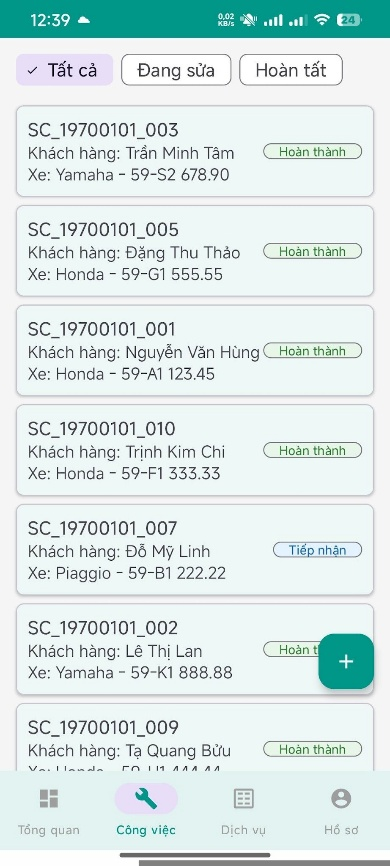 12:39
0,02
KB/s
24
Tất cả
Đang sửa
Hoàn tất
SC_19700101_003
Khách hàng: Trần Minh Tâm
Hoàn thành
Xe: Yamaha - 59-S2 678.90
SC_19700101_005
Khách hàng: Đặng Thu Thảo
Hoàn thành
Xe: Honda - 59-G1 555.55
SC_19700101_001
Khách hàng: Nguyễn Văn Hùng
Hoàn thành
Xe: Honda - 59-A1 123.45
SC_19700101_010
Khách hàng: Trịnh Kim Chi
Hoàn thành
Xe: Honda - 59-F1 333.33
SC_19700101_007
Khách hàng: Đỗ Mỹ Linh
Tiếp nhận
Xe: Piaggio - 59-B1 222.22
SC_19700101_002
Khách hàng: Lê Thị Lan
Hoàn
Xe: Yamaha - 59-K1 888.88
SC_19700101_009
Khách hàng: Tạ Quang Bửu
Hoàn thành
Xe: Honda - 59-H1 444.44
Tổng quan
Công việc
Dịch vụ
Hồ sơ